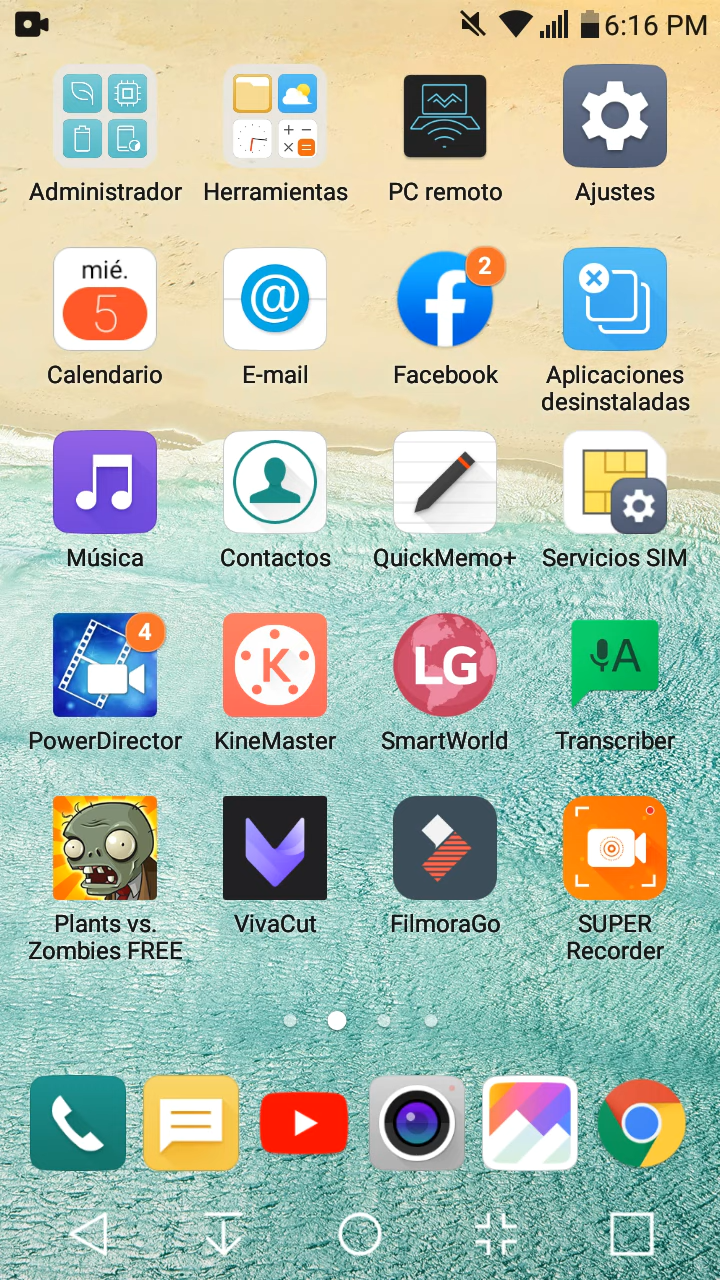 6:16 PM
Administrador
Herramientas
PC remoto
Ajustes
mié.
5
2
Calendario
E-mail
Facebook
Aplicaciones
desinstaladas
Música
Contactos
QuickMemo+
Servicios SIM
4
K
LG
A
PowerDirector
KineMaster
SmartWorld
Transcriber
Plants vs.
Zombies FREE
VivaCut
FilmoraGo
SUPER
Recorder